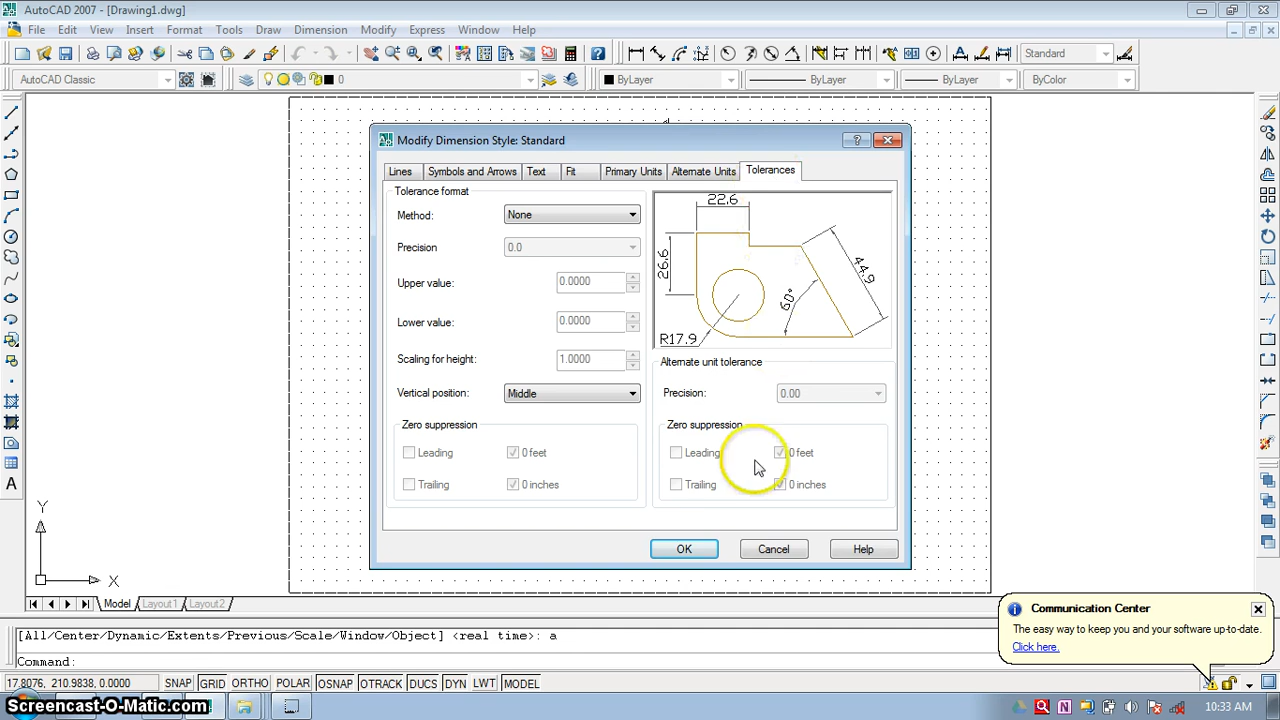 AutoCAD 2007 - [Drawing1.dwg]
File Edit View Insert Format Tools Draw Dimension Modify Express Window Help
Standard
AutoCAD Classic
0
ByLayer
ByLayer
ByLayer
ByColor
Modify Dimension Style: Standard
Lines
Symbols and Arrows
Text
Fit
Primary Units
Alternate Units
Tolerances
Tolerance format
Method:
None
Precision
0.0
Upper value:
0.0000
Lower value:
0.0000
Scaling for height:
1.0000
Vertical position:
Middle
Zero suppression
Leading
0 feet
Trailing
0 inches
22.6
26.6
44.9
60°
R17.9
Alternate unit tolerance
Precision:
0.00
Zero suppression
Leading
0 feet
Trailing
0 inches
OK
Cancel
Help
Y
X
A
Model
Layout1
Layout2
[All/Center/Dynamic/Extents/Previous/Scale/Window/Object] <real time>: a
Command:
Communication Center
The easy way to keep you and your software up-to-date.
Click here.
17.8076, 210.9838, 0.0000
SNAP GRID ORTHO POLAR OSNAP OTRACK DUCS DYN LWT MODEL
Screencast-O-Matic.com
10:33 AM